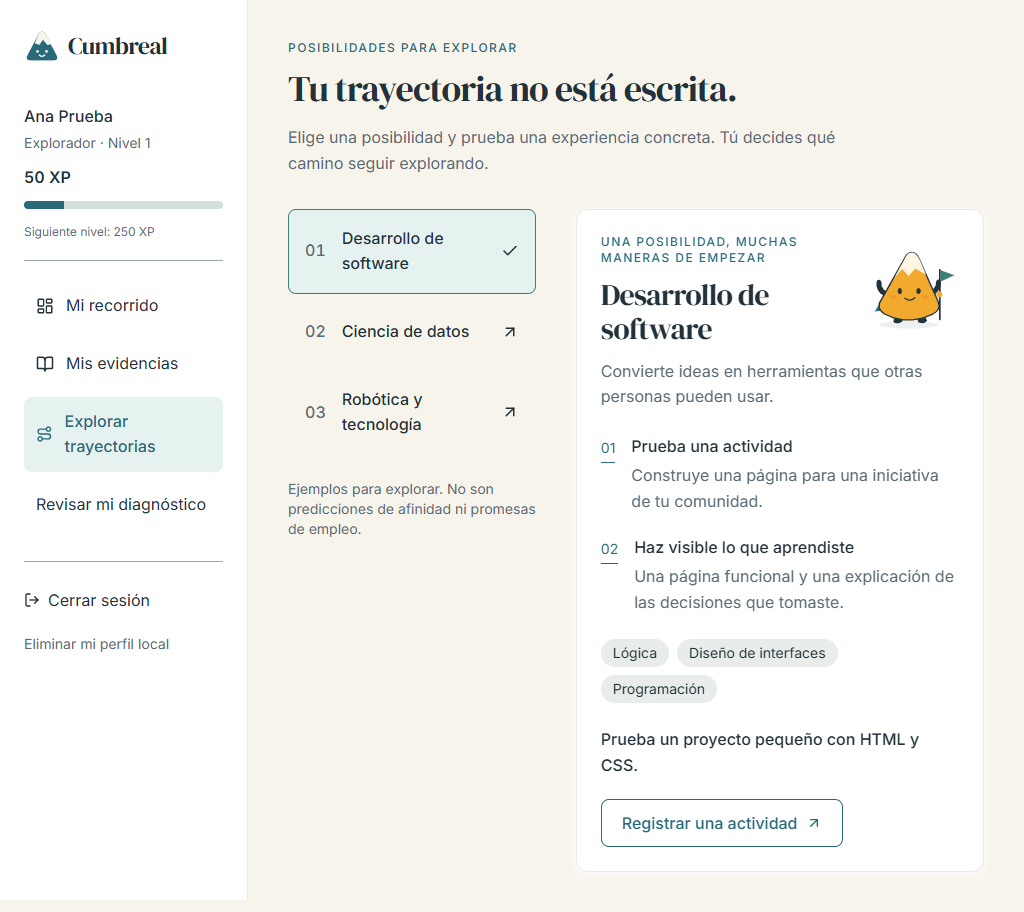 Cumbreal
Ana Prueba
Explorador · Nivel 1
50 XP
Siguiente nivel: 250 XP
Mi recorrido
Mis evidencias
Explorar
trayectorias
Revisar mi diagnóstico
Cerrar sesión
Eliminar mi perfil local
POSIBILIDADES PARA EXPLORAR
Tu trayectoria no está escrita.
Elige una posibilidad y prueba una experiencia concreta. Tú decides qué
camino seguir explorando.
01 Desarrollo de
software
02 Ciencia de datos
03 Robótica y
tecnología
Ejemplos para explorar. No son
predicciones de afinidad ni promesas
de empleo.
UNA POSIBILIDAD, MUCHAS
MANERAS DE EMPEZAR
Desarrollo de
software
Convierte ideas en herramientas que otras
personas pueden usar.
01 Prueba una actividad
Construye una página para una iniciativa
de tu comunidad.
02 Haz visible lo que aprendiste
Una página funcional y una explicación de
las decisiones que tomaste.
Lógica Diseño de interfaces
Programación
Prueba un proyecto pequeño con HTML y
CSS.
Registrar una actividad